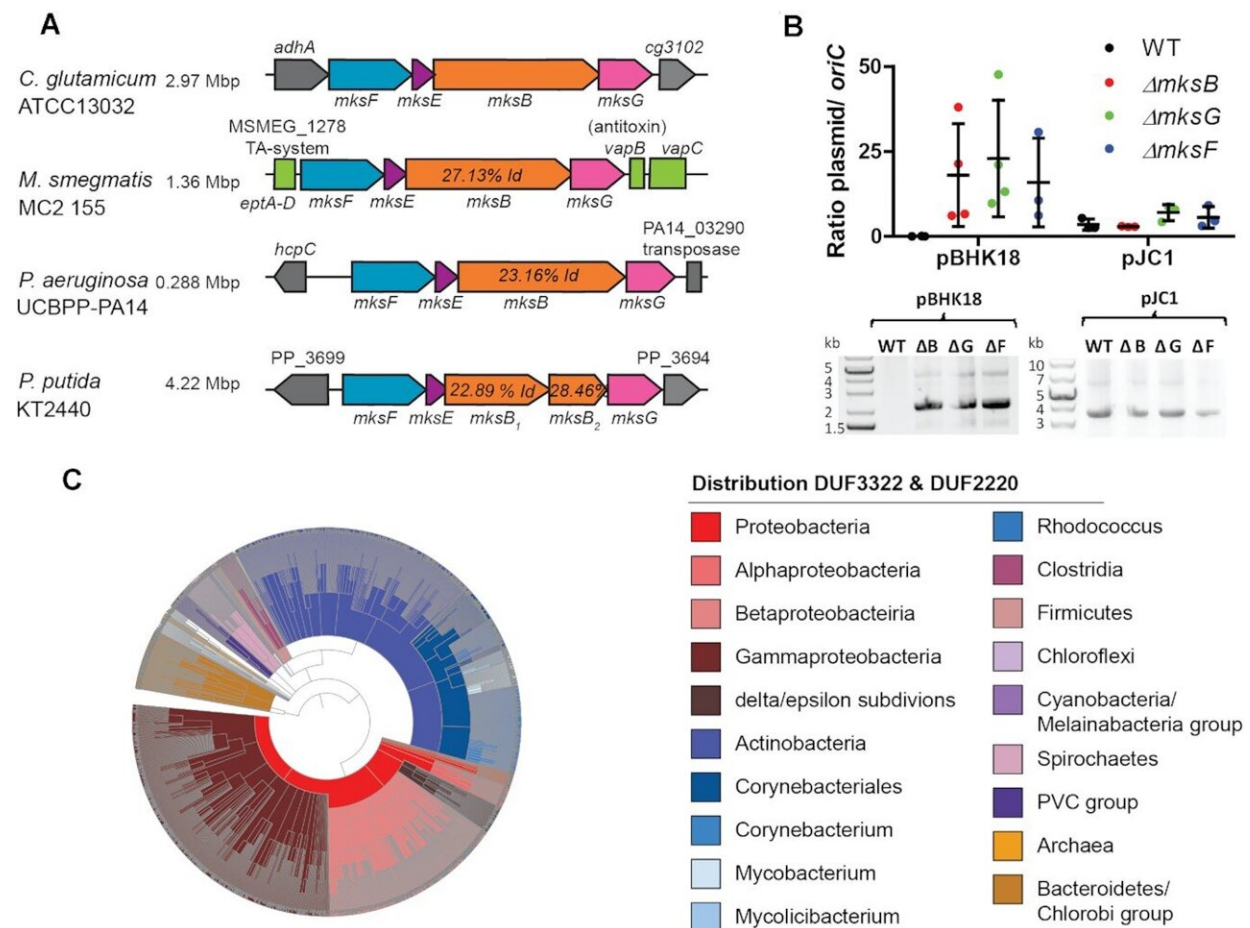 A
adhA
cg3102
C. glutamicum 2.97 Mbp
ATCC13032
mksF mksE mksB mksG
MSMEG_1278
TA-system
(antitoxin)
vapB vapC
M. smegmatis 1.36 Mbp
MC2 155
27.13% Id
eptA-D mksF mksE mksB mksG
PA14_03290
transposase
hcpC
P. aeruginosa 0.288 Mbp
UCBPP-PA14
23.16% Id
mksF mksE mksB mksG
PP_3699 PP_3694
P. putida 4.22 Mbp
KT2440
22.89 % Id 28.46%
mksF mksE mksB1 mksB2 mksG
B
Ratio plasmid/ oriC
50
25
0
pBHK18 pJC1
WT
ΔmksB
ΔmksG
ΔmksF
pBHK18
kb WT ΔB ΔG ΔF
5
4
3
2
1.5
pJC1
kb WT Δ B Δ G Δ F
10
7
5
4
3
C
Distribution DUF3322 & DUF2220
Proteobacteria
Alphaproteobacteria
Betaproteobacteiria
Gammaproteobacteria
delta/epsilon subdivions
Actinobacteria
Corynebacteriales
Corynebacterium
Mycobacterium
Mycolicibacterium
Rhodococcus
Clostridia
Firmicutes
Chloroflexi
Cyanobacteria/
Melainabacteria group
Spirochaetes
PVC group
Archaea
Bacteroidetes/
Chlorobi group